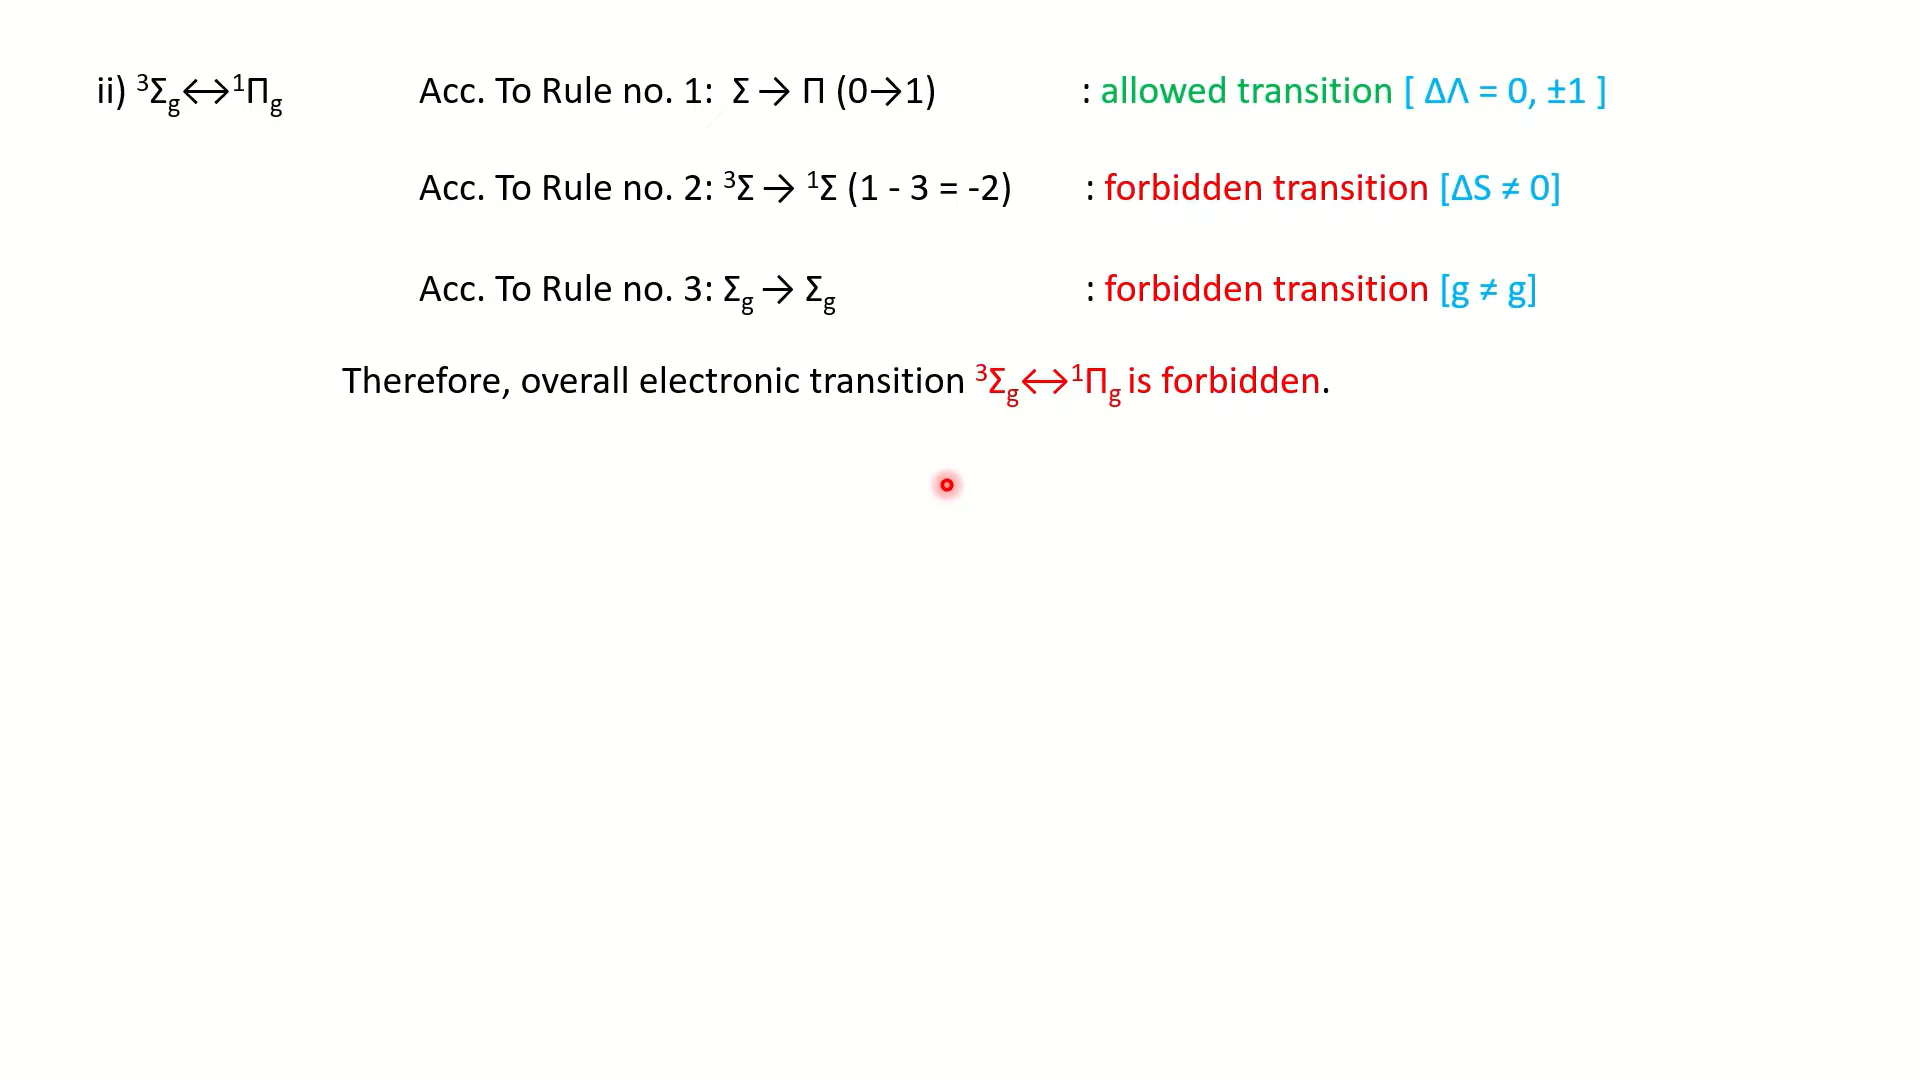 ii) ³Σg↔¹Πg Acc. To Rule no. 1: Σ → Π (0→1) : allowed transition [ ΔΛ = 0, ±1 ]
Acc. To Rule no. 2: ³Σ → ¹Σ (1 - 3 = -2) : forbidden transition [ΔS ≠ 0]
Acc. To Rule no. 3: Σg → Σg : forbidden transition [g ≠ g]
Therefore, overall electronic transition ³Σg↔¹Πg is forbidden.